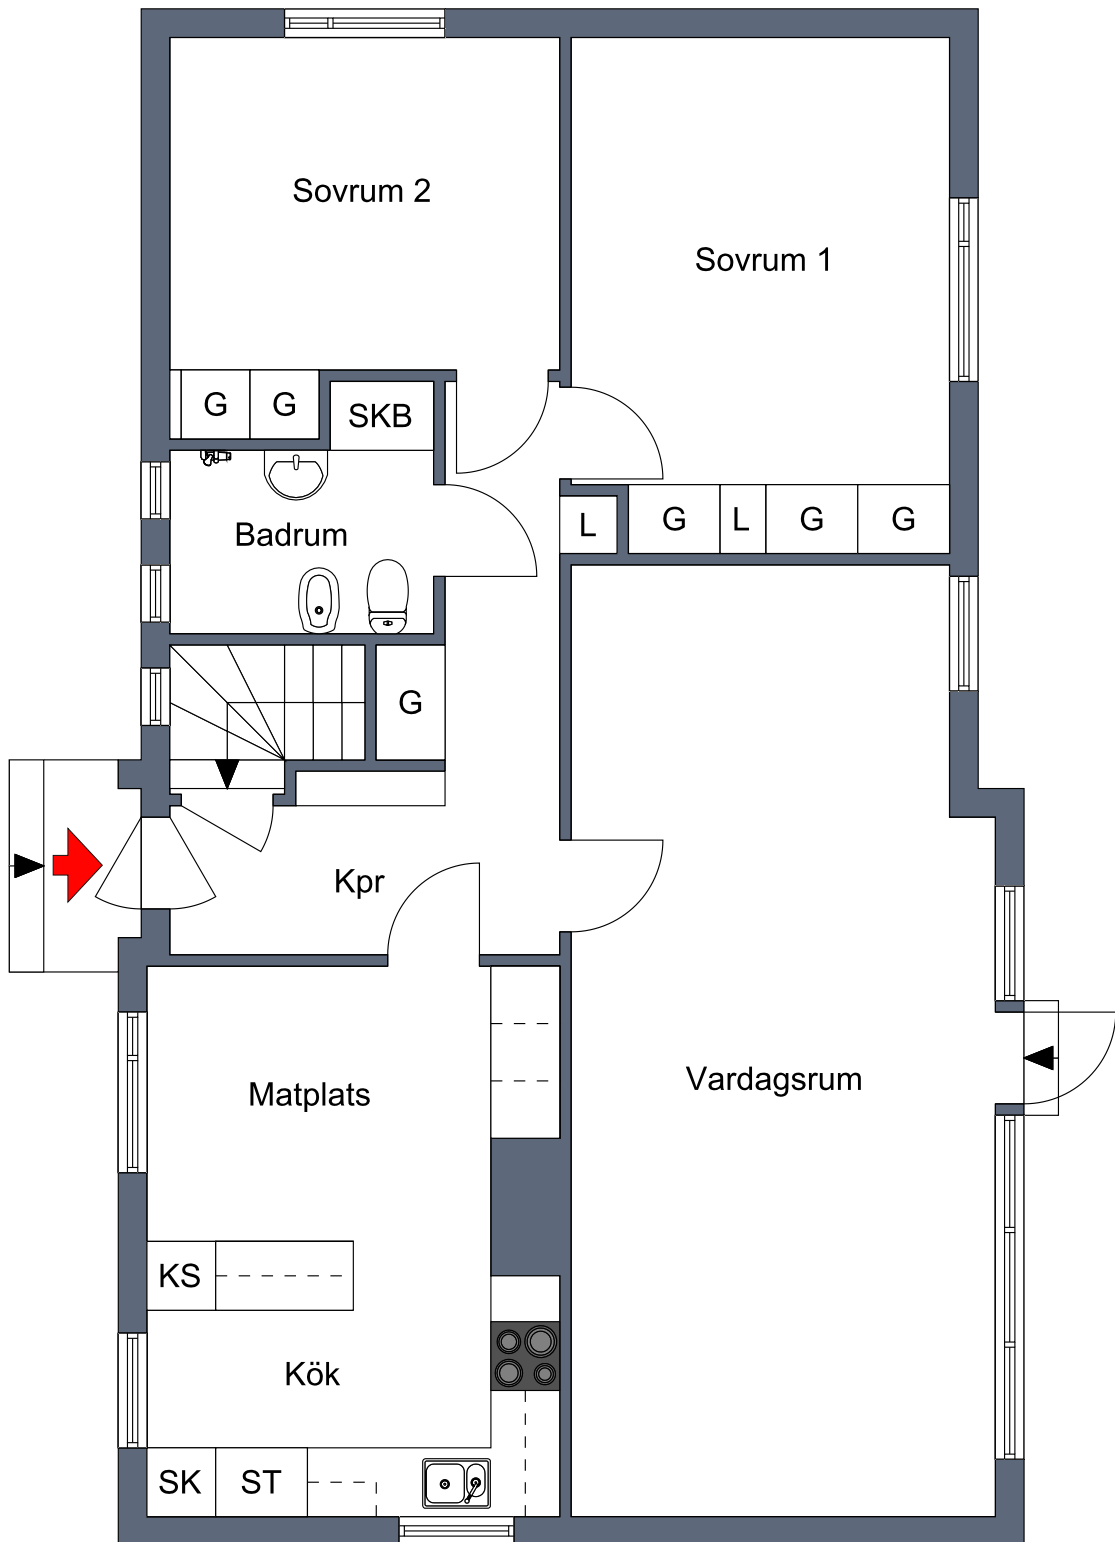 Sovrum 2
Sovrum 1
G
G
SKB
L
G
L
G
G
Badrum
G
Kpr
Matplats
Vardagsrum
KS
Kök
SK
ST